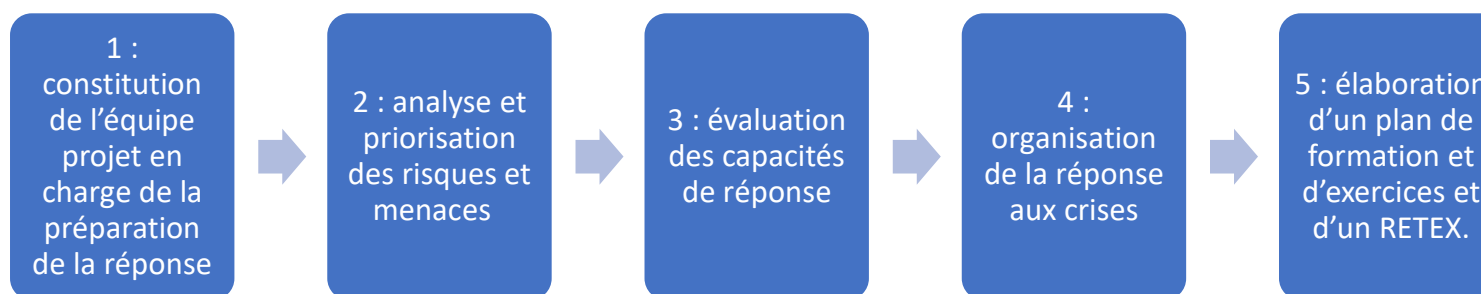 1 :
constitution
de l’équipe
projet en
charge de la
préparation
de la réponse
2 : analyse et
priorisation
des risques et
menaces
3 : évaluation
des capacités
de réponse
4 :
organisation
de la réponse
aux crises
5 : élaboration
d’un plan de
formation et
d’exercices et
d’un RETEX.